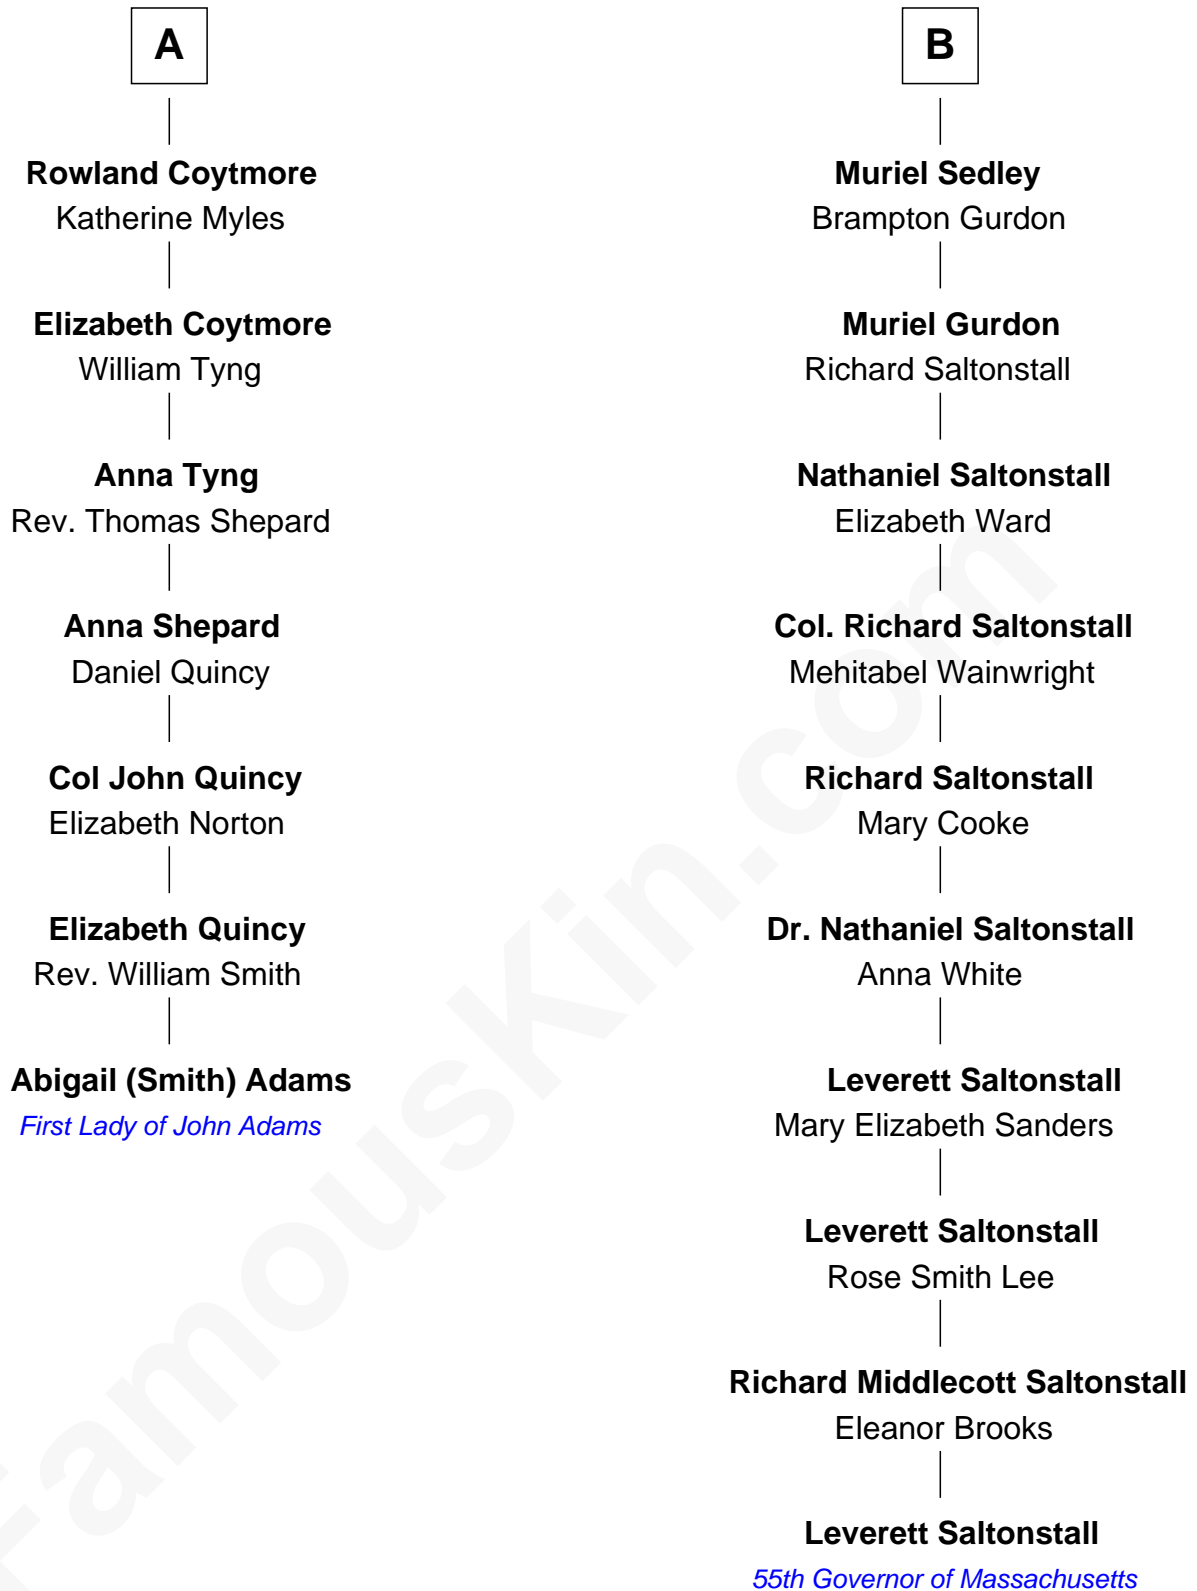 A
Rowland Coytmore
Katherine Myles
Elizabeth Coytmore
William Tyng
Anna Tyng
Rev. Thomas Shepard
Anna Shepard
Daniel Quincy
Col John Quincy
Elizabeth Norton
Elizabeth Quincy
Rev. William Smith
Abigail (Smith) Adams
First Lady of John Adams
B
Muriel Sedley
Brampton Gurdon
Muriel Gurdon
Richard Saltonstall
Nathaniel Saltonstall
Elizabeth Ward
Col. Richard Saltonstall
Mehitabel Wainwright
Richard Saltonstall
Mary Cooke
Dr. Nathaniel Saltonstall
Anna White
Leverett Saltonstall
Mary Elizabeth Sanders
Leverett Saltonstall
Rose Smith Lee
Richard Middlecott Saltonstall
Eleanor Brooks
Leverett Saltonstall
55th Governor of Massachusetts
FamousKin.com